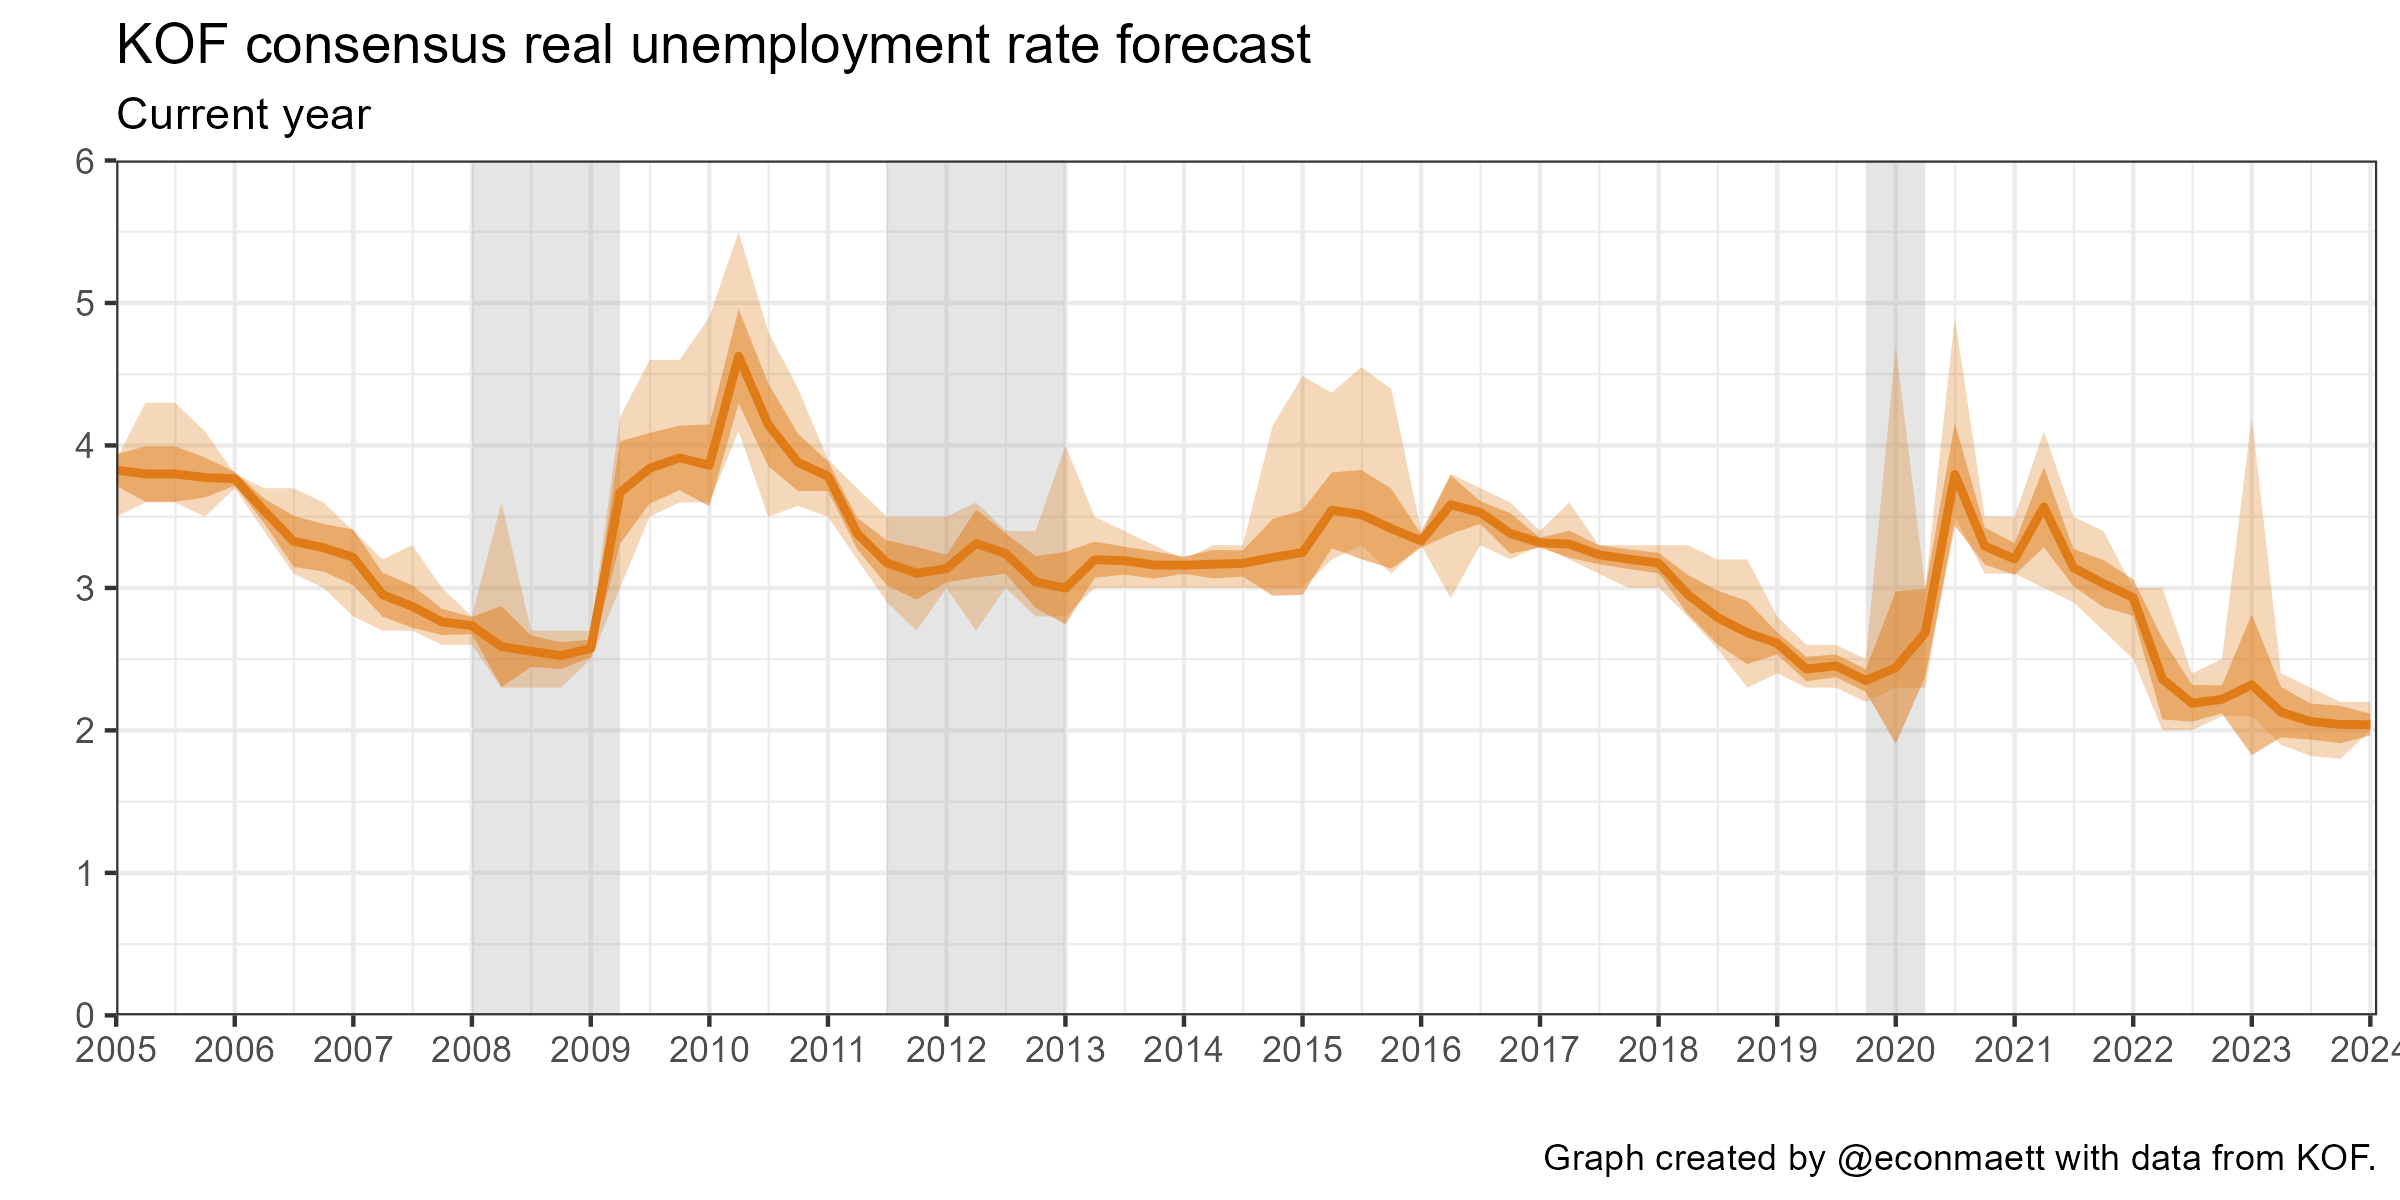 KOF consensus real unemployment rate forecast
Current year
6
5
4
3
2
1
0
2005 2006 2007 2008 2009 2010 2011 2012 2013 2014 2015 2016 2017 2018 2019 2020 2021 2022 2023 2024
Graph created by @econmaett with data from KOF.